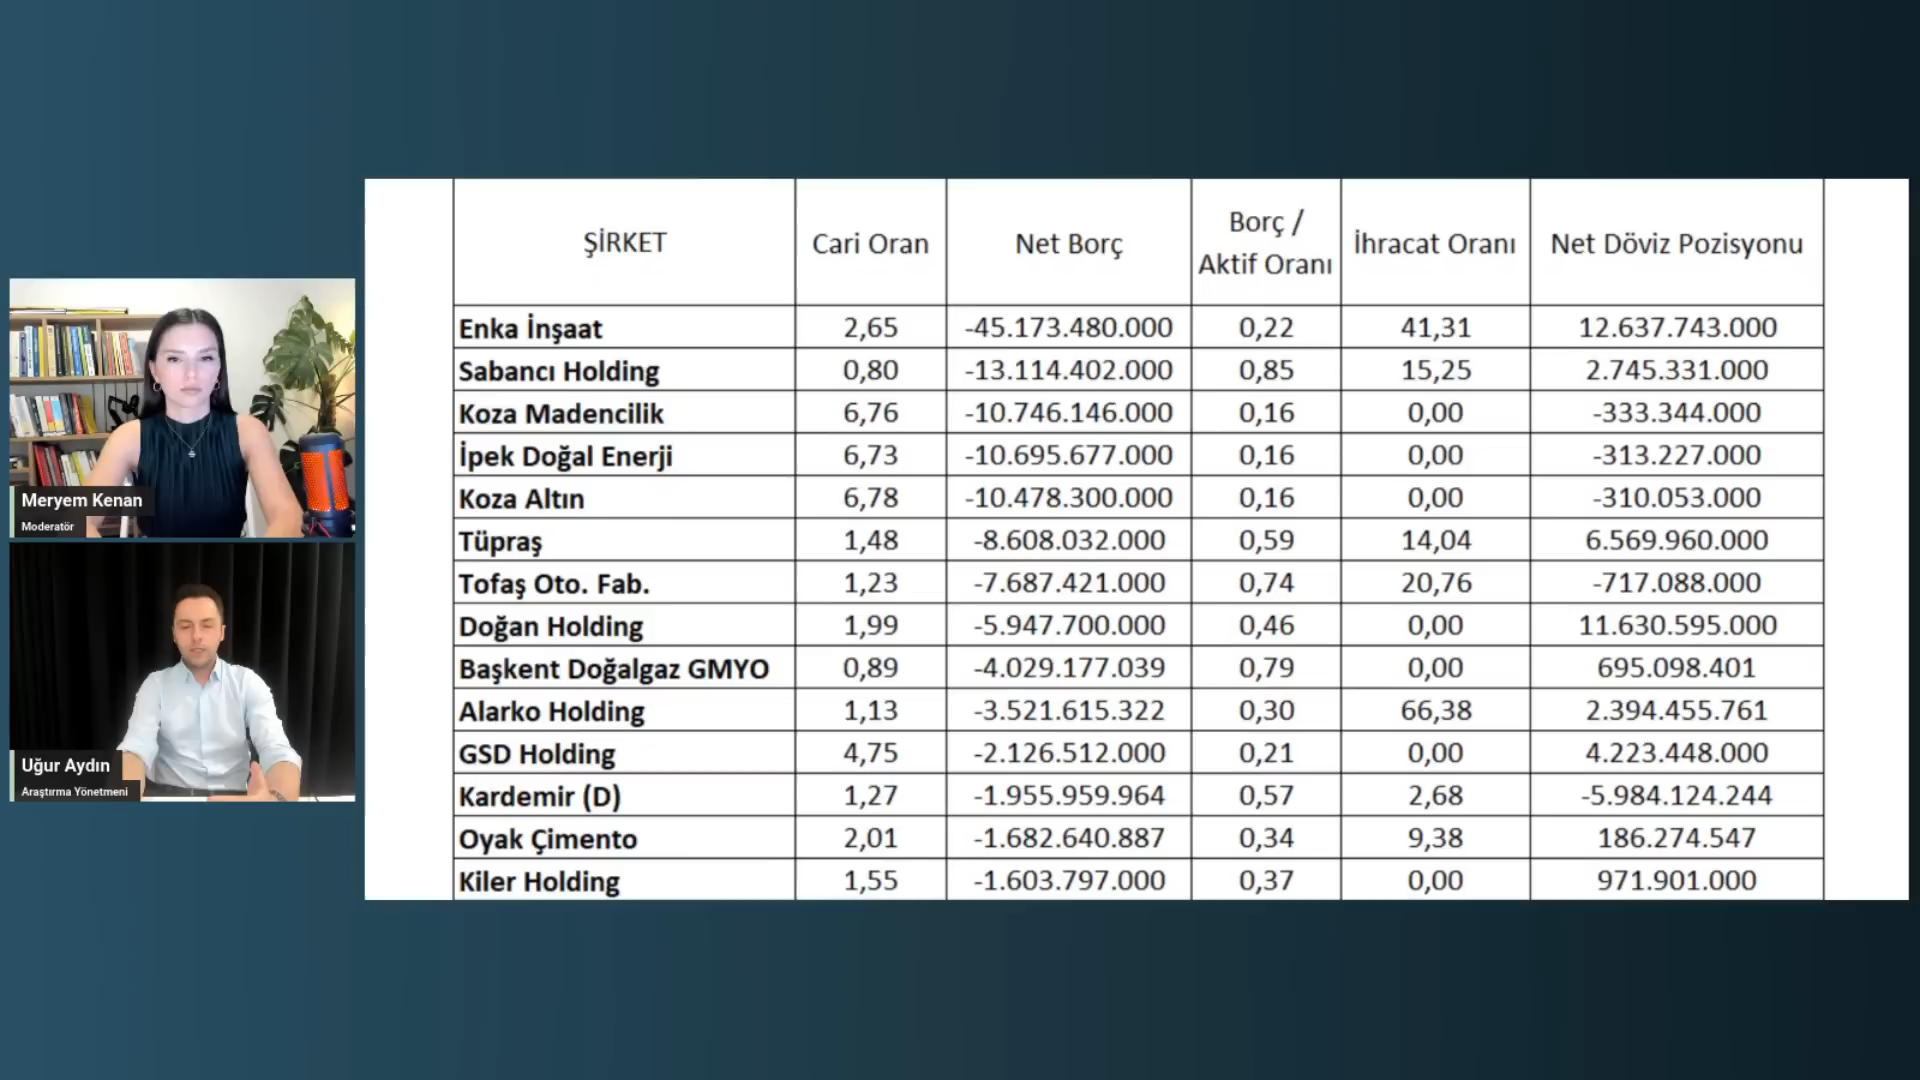 ŞİRKET Cari Oran Net Borç Borç / Aktif Oranı İhracat Oranı Net Döviz Pozisyonu
Enka İnşaat 2,65 -45.173.480.000 0,22 41,31 12.637.743.000
Sabancı Holding 0,80 -13.114.402.000 0,85 15,25 2.745.331.000
Koza Madencilik 6,76 -10.746.146.000 0,16 0,00 -333.344.000
İpek Doğal Enerji 6,73 -10.695.677.000 0,16 0,00 -313.227.000
Koza Altın 6,78 -10.478.300.000 0,16 0,00 -310.053.000
Tüpraş 1,48 -8.608.032.000 0,59 14,04 6.569.960.000
Tofaş Oto. Fab. 1,23 -7.687.421.000 0,74 20,76 -717.088.000
Doğan Holding 1,99 -5.947.700.000 0,46 0,00 11.630.595.000
Başkent Doğalgaz GMYO 0,89 -4.029.177.039 0,79 0,00 695.098.401
Alarko Holding 1,13 -3.521.615.322 0,30 66,38 2.394.455.761
GSD Holding 4,75 -2.126.512.000 0,21 0,00 4.223.448.000
Kardemir (D) 1,27 -1.955.959.964 0,57 2,68 -5.984.124.244
Oyak Çimento 2,01 -1.682.640.887 0,34 9,38 186.274.547
Kiler Holding 1,55 -1.603.797.000 0,37 0,00 971.901.000
Meryem Kenan
Moderatör
Uğur Aydın
Araştırma Yönetmeni